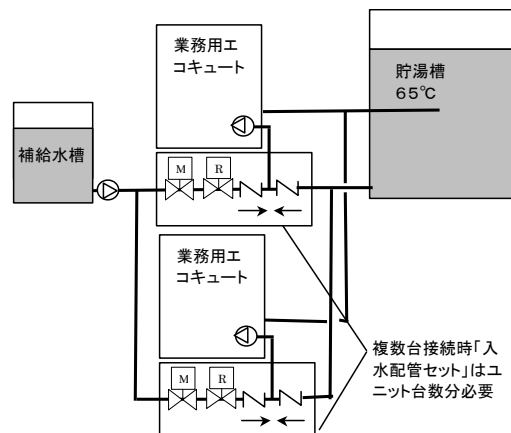 業務用エ
コキュート
貯湯槽
６５℃
補給水槽
M
R
業務用エ
コキュート
M
R
複数台接続時「入
水配管セット」はユ
ニット台数分必要